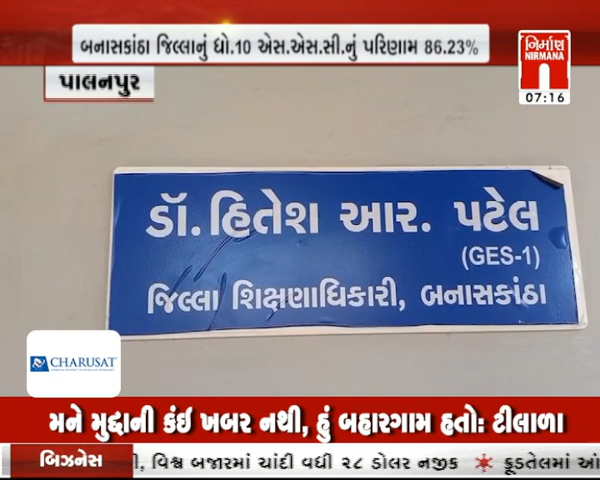 બનાસકાંઠા જિલ્લાનું ધો.10 એસ.એસ.સી.નું પરિણામ 86.23%
પાલનપુર
નિર્માણ
NIRMANA
07:16
ડૉ. હિતેશ આર. પટેલ
(GES-1)
જિલ્લા શિક્ષણાધિકારી, બનાસકાંઠા
CHARUSAT
મને મુદ્દાની કંઇ ખબર નથી, હું બહારગામ હતોઃ ટીલાળા
બિઝનેસ
વિશ્વ બજારમાં ચાંદી વધી ૨૮ ડોલર નજીક
ક્રૂડતેલમાં